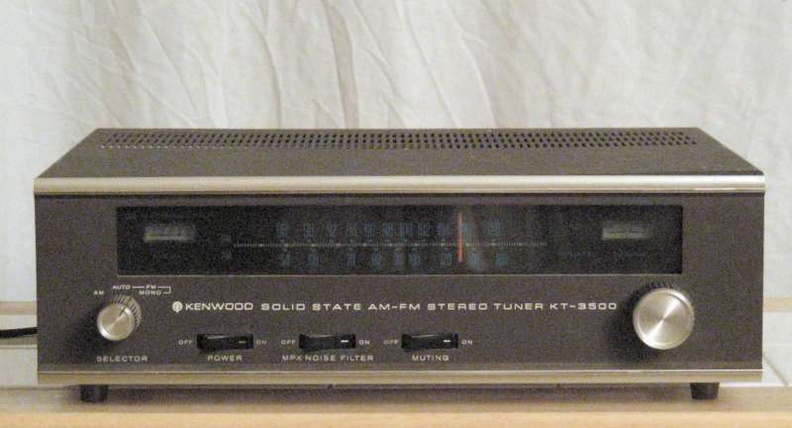 AUTO FM
AM MONO
KENWOOD SOLID STATE AM-FM STEREO TUNER KT-3500
OFF ON OFF ON OFF ON
SELECTOR POWER MPX NOISE FILTER MUTING